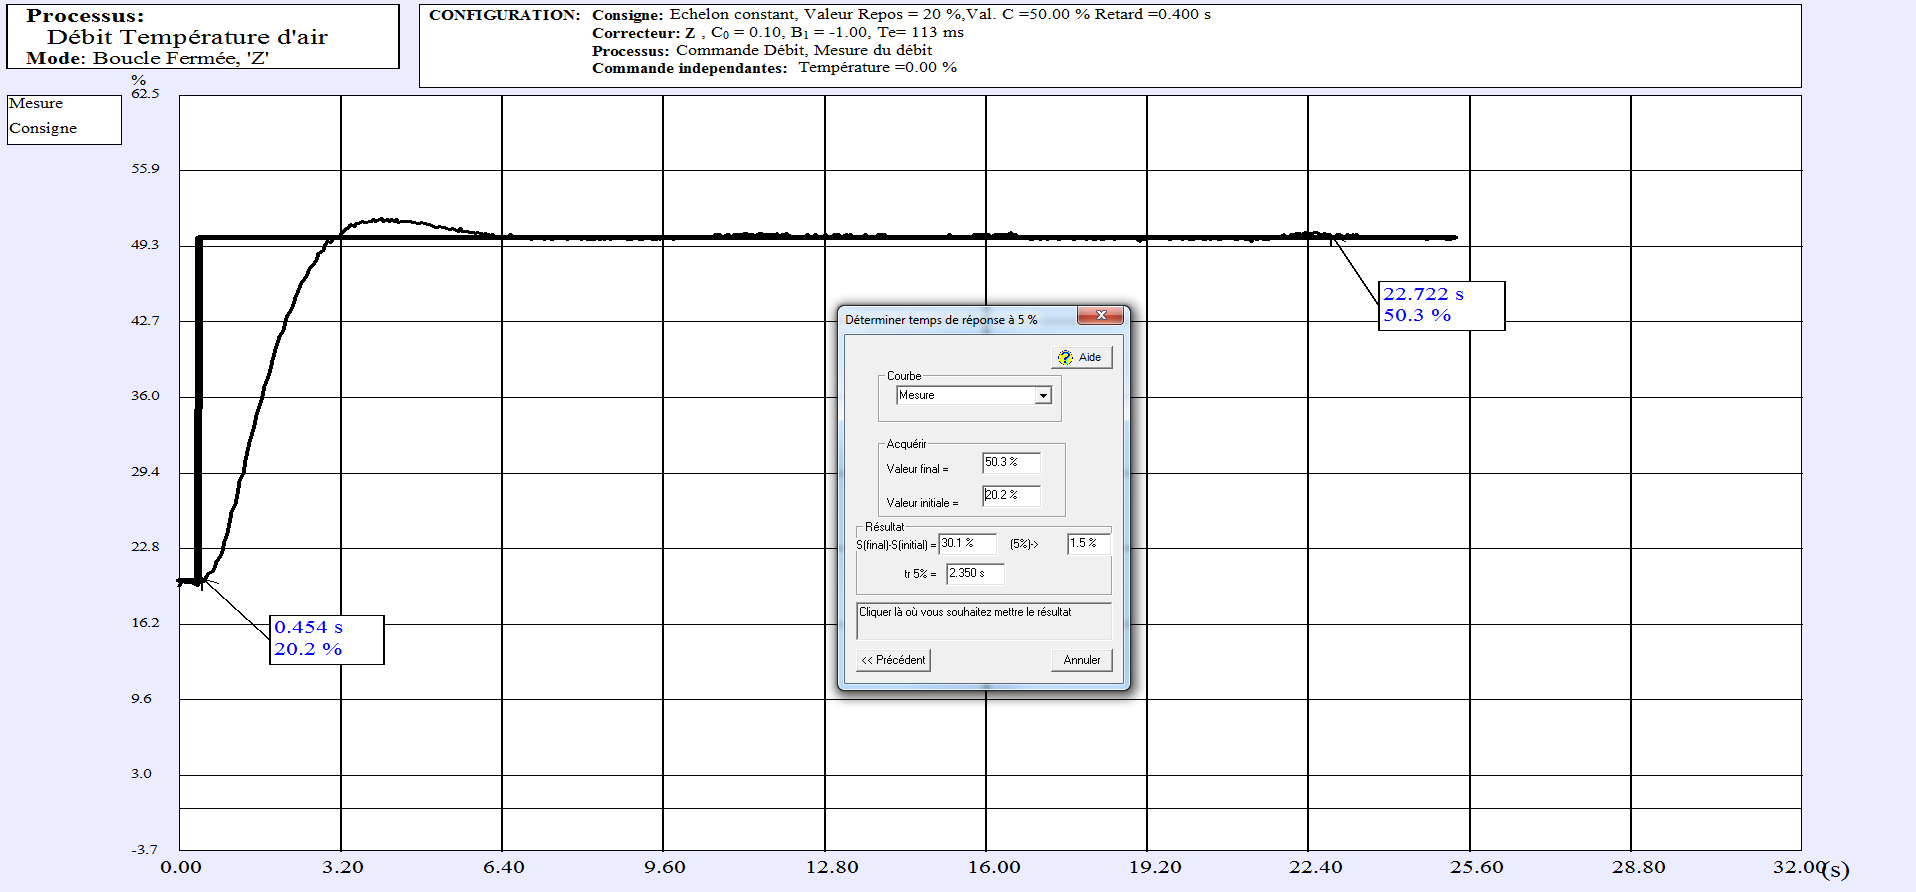 Processus:
Débit Température d'air
Mode: Boucle Fermée, 'Z'
CONFIGURATION: Consigne: Echelon constant, Valeur Repos = 20 %,Val. C =50.00 % Retard =0.400 s
Correcteur: Z , C₀ = 0.10, B₁ = -1.00, Te= 113 ms
Processus: Commande Débit, Mesure du débit
Commande independantes: Température =0.00 %
Mesure
Consigne
%
62.5
55.9
49.3
42.7
36.0
29.4
22.8
16.2
9.6
3.0
-3.7
0.00 3.20 6.40 9.60 12.80 16.00 19.20 22.40 25.60 28.80 32.00 (s)
0.454 s
20.2 %
22.722 s
50.3 %
Déterminer temps de réponse à 5 %
Aide
Courbe
Mesure
Acquérir
Valeur final = 50.3 %
Valeur initiale = 20.2 %
Résultat
S(final)-S(initial) = 30.1 % (5%)-> 1.5 %
tr 5% = 2.350 s
Cliquer là où vous souhaitez mettre le résultat
<< Précédent Annuler